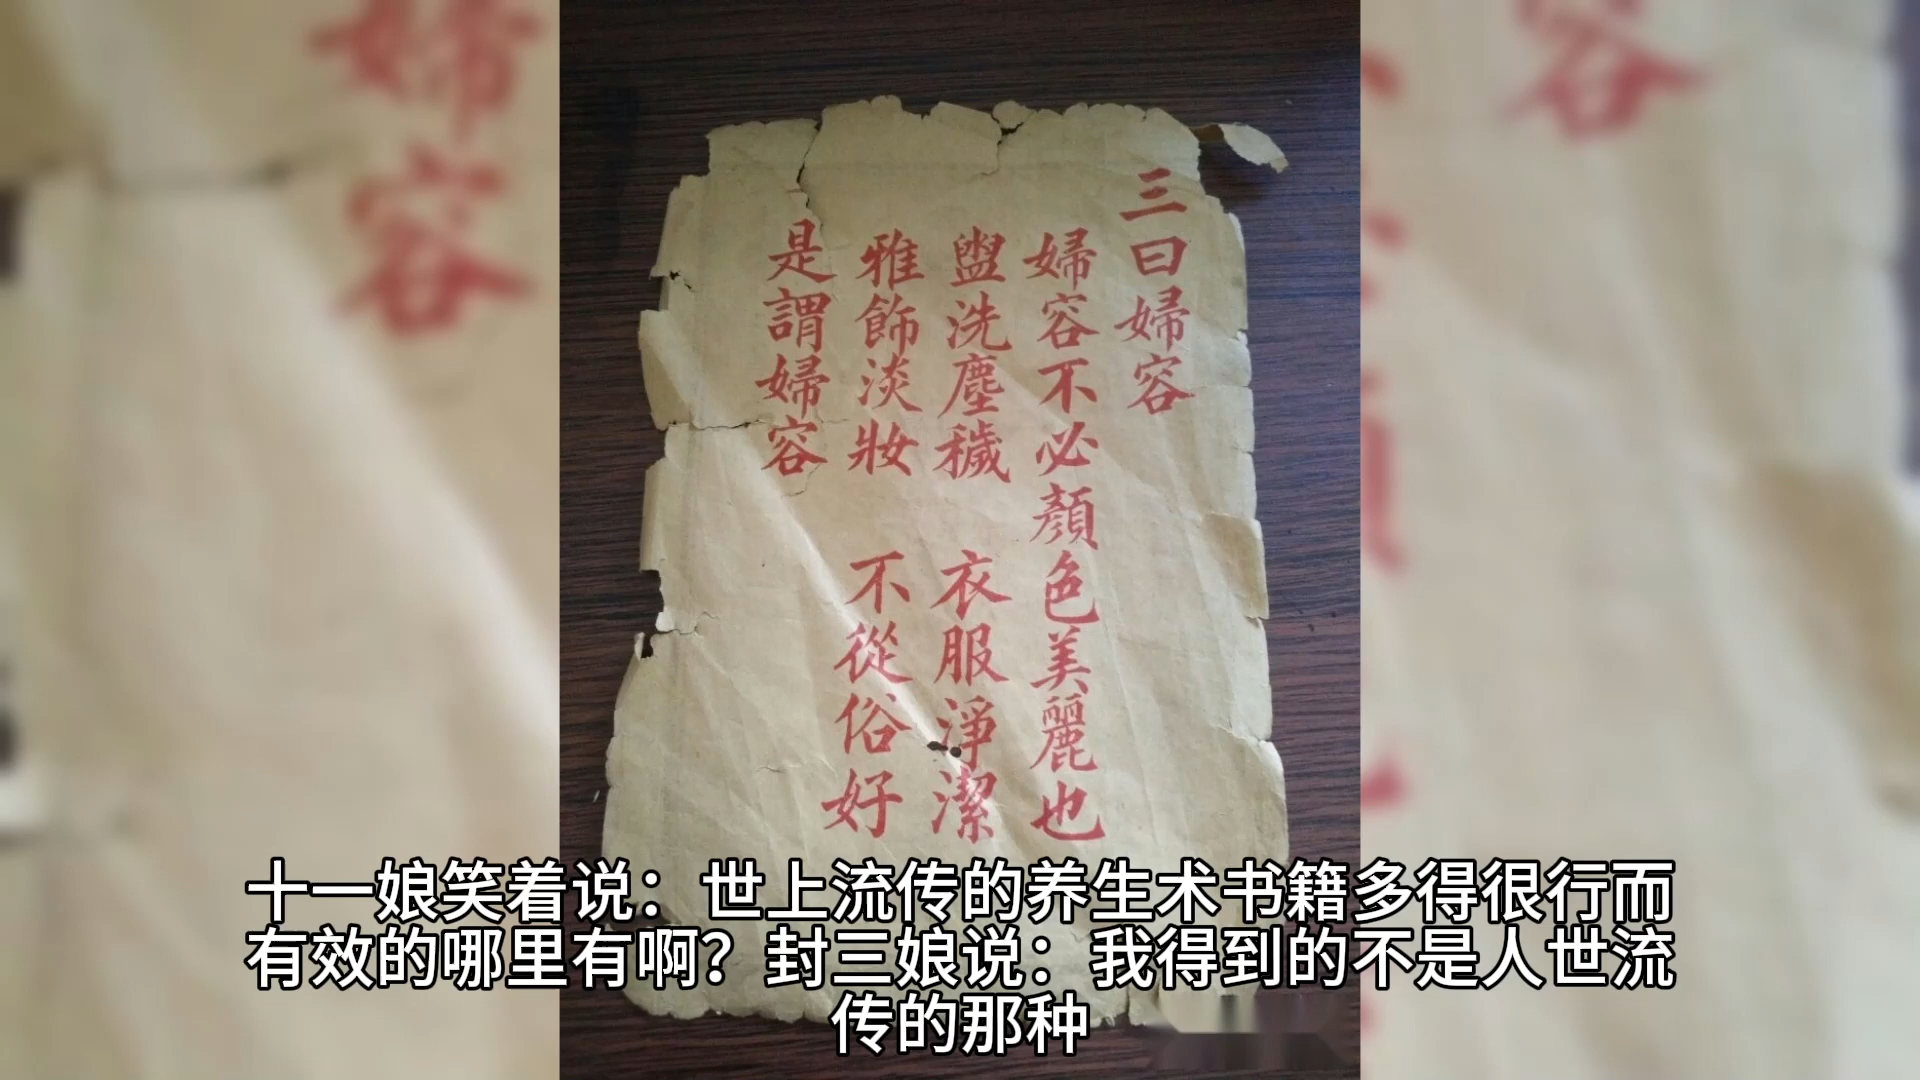 三曰婦容
婦容不必顏色美麗也
盥洗塵穢 衣服淨潔
雅飾淡妝 不從俗好
是謂婦容
十一娘笑着说：世上流传的养生术书籍多得很行而
有效的哪里有啊？封三娘说：我得到的不是人世流
传的那种